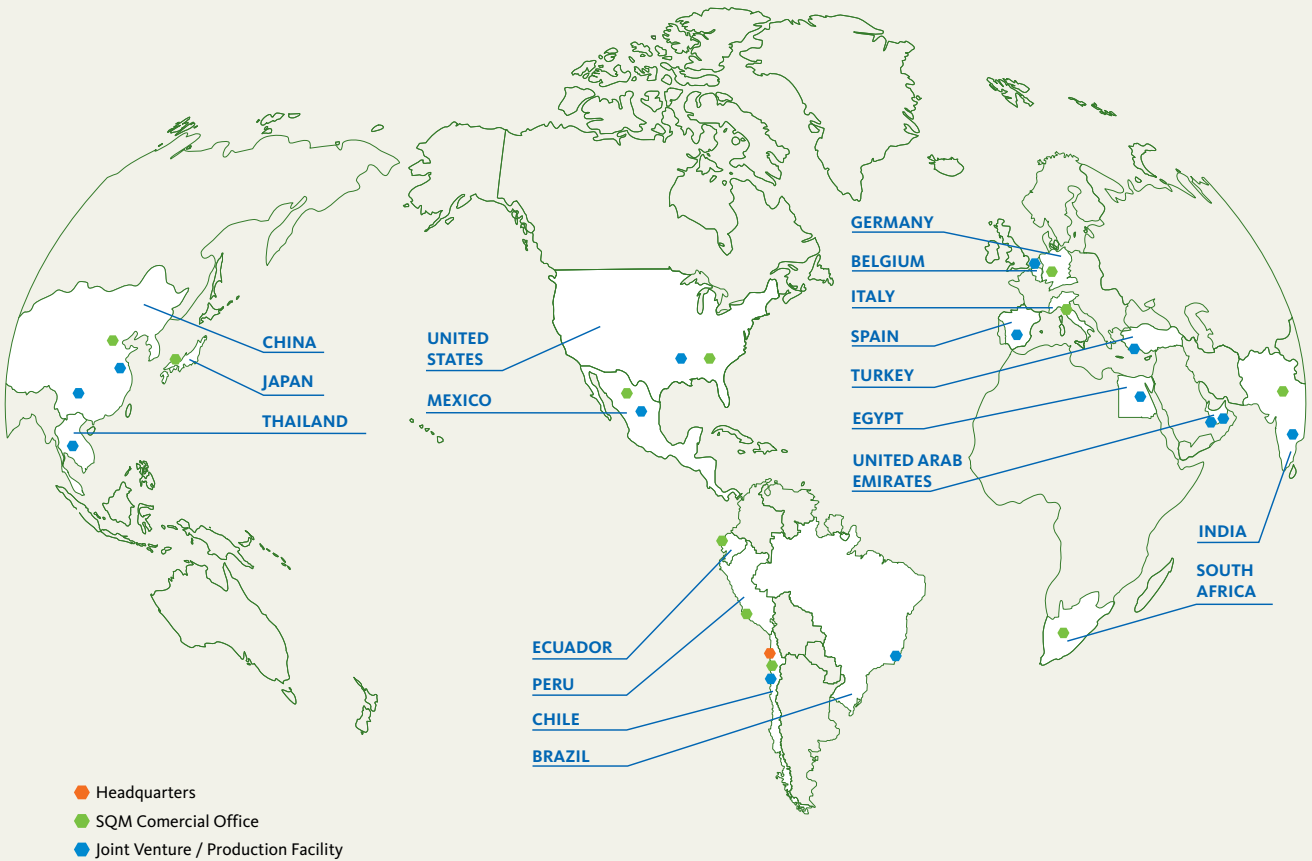 GERMANY
BELGIUM
ITALY
SPAIN
TURKEY
EGYPT
UNITED ARAB
EMIRATES
CHINA
JAPAN
THAILAND
UNITED
STATES
MEXICO
INDIA
SOUTH
AFRICA
ECUADOR
PERU
CHILE
BRAZIL
Headquarters
SQM Comercial Office
Joint Venture / Production Facility